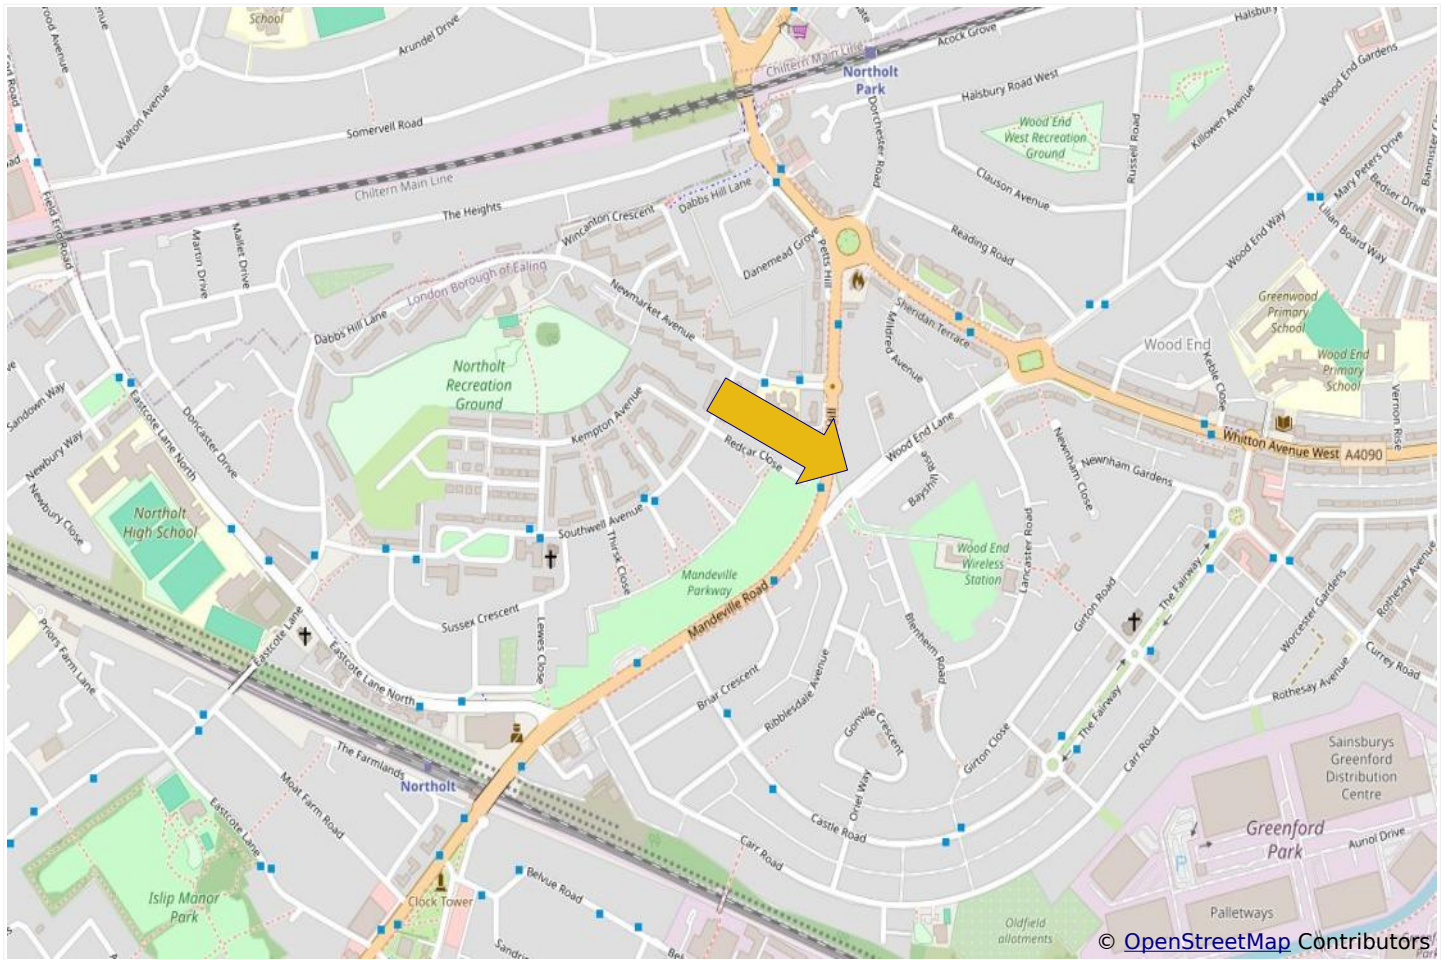 School
Arundel Drive
Walton Avenue
Somervell Road
Chiltern Main Line
Chiltern Main Line
Northolt
Park
Acock Grove
Halsbury
Halsbury Road West
Wood End Gardens
Wood End
West Recreation
Ground
Killowen Avenue
Russell Road
Dorchester Road
Clauson Avenue
Mary Peters Drive
Bedser Drive
Lilian Board Way
Wood End Way
Field End Road
The Heights
Wincanton Crescent
Dabbs Hill Lane
Martin Drive
Mallet Drive
London Borough of Ealing
Dabbs Hill Lane
Danemead Grove
Petts Hill
Reading Road
Newmarket Avenue
Sheridan Terrace
Mildred Avenue
Greenwood
Primary
School
Wood End
Wood End
Primary
School
Keble Close
Vernon Rise
Northolt
Recreation
Ground
Sandown Way
Newbury Way
Newbury Close
Doncaster Drive
Eastcote Lane North
Kempton Avenue
Redcar Close
Wood End Lane
Whitton Avenue West
A4090
Newnham Gardens
Newnham Close
Bayshill Rise
Northolt
High School
Southwell Avenue
Thirsk Close
Lancaster Road
Wood End
Wireless
Station
Mandeville
Parkway
Mandeville Road
Sussex Crescent
Lewes Close
Girton Road
The Fairway
Worcester Gardens
Rothesay Avenue
Currey Road
Rothesay Avenue
Priors Farm Lane
Eastcote Lane
Eastcote Lane North
Blenheim Road
Briar Crescent
Ribblesdale Avenue
Gonville Crescent
Girton Close
The Fairway
Carr Road
The Farmlands
Northolt
Moat Farm Road
Eastcote Lane
Oriel Way
Castle Road
Carr Road
Sainsburys
Greenford
Distribution
Centre
Greenford
Park
Aunol Drive
P
Islip Manor
Park
Clock Tower
Belvue Road
Oldfield
allotments
Palletways
© OpenStreetMap Contributors